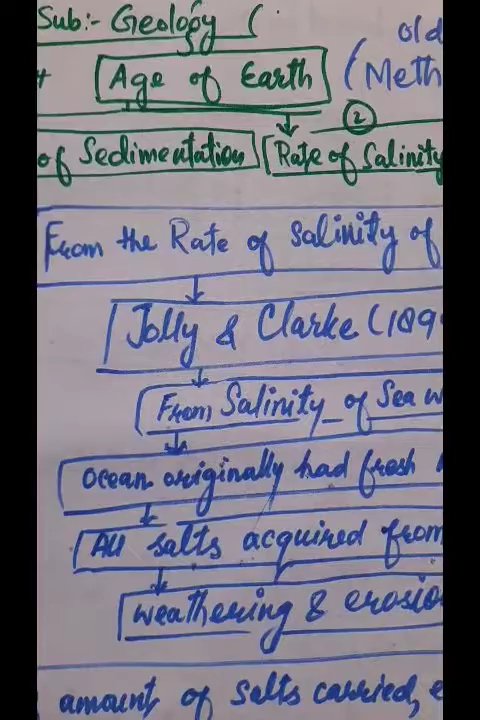 Sub:- Geology (
old
Age of Earth
(Meth
2
of Sedimentation
Rate of Salinity
From the Rate of Salinity of
Jolly & Clarke (189
From Salinity of Sea w
Ocean originally had fresh
All salts acquired from
weathering & erosio
amount of salts carried, e